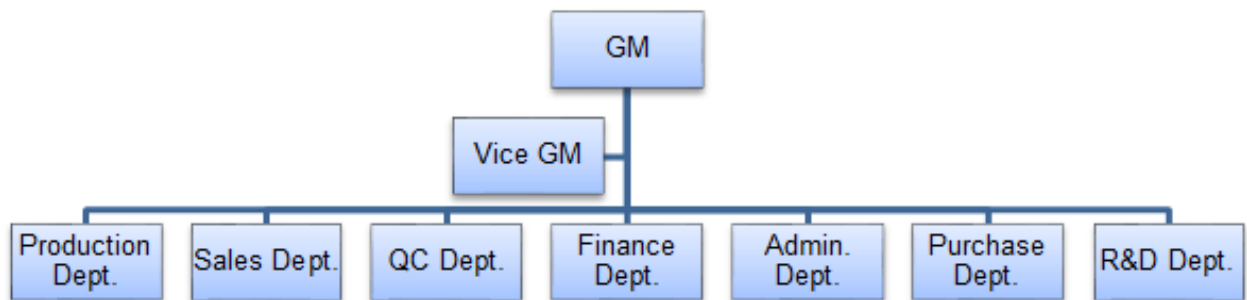 GM
Vice GM
Production
Dept.
Sales Dept.
QC Dept.
Finance
Dept.
Admin.
Dept.
Purchase
Dept.
R&D Dept.